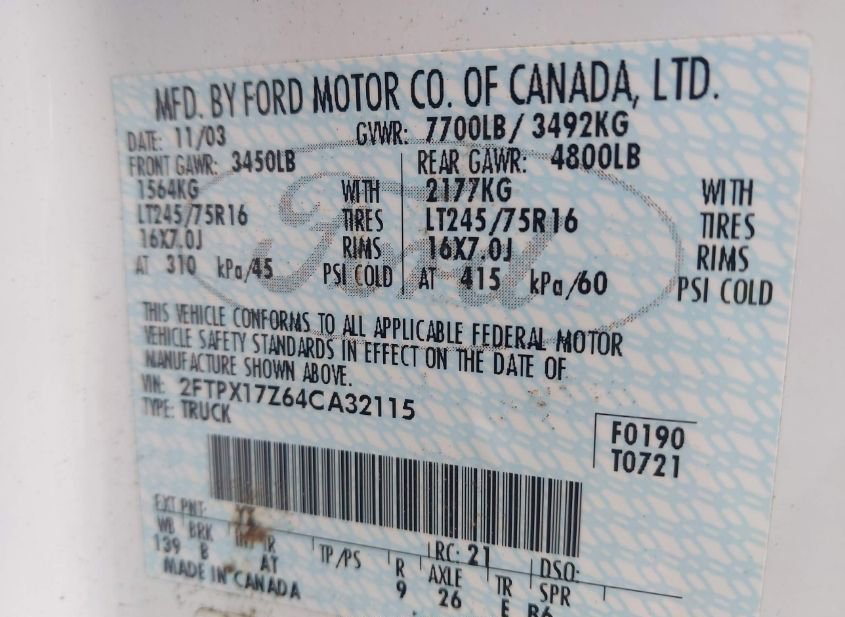 MFD. BY FORD MOTOR CO. OF CANADA, LTD.
DATE: 11/03 GVWR: 7700LB/ 3492KG
FRONT GAWR: 3450LB REAR GAWR: 4800LB
1564KG WITH 2177KG WITH
LT245/75R16 TIRES LT245/75R16 TIRES
16X7.0J RIMS 16X7.0J RIMS
AT 310 kPa/45 PSI COLD AT 415 kPa/60 PSI COLD
Ford
THIS VEHICLE CONFORMS TO ALL APPLICABLE FEDERAL MOTOR
VEHICLE SAFETY STANDARDS IN EFFECT ON THE DATE OF
MANUFACTURE SHOWN ABOVE.
VIN: 2FTPX17Z64CA32115
TYPE: TRUCK
F0190
T0721
EXT PNT:
WB BRK INT TP/PS R AXLE TR SPR
RC: 21 DSO:
139 B AT 9 26 E B6
MADE IN CANADA